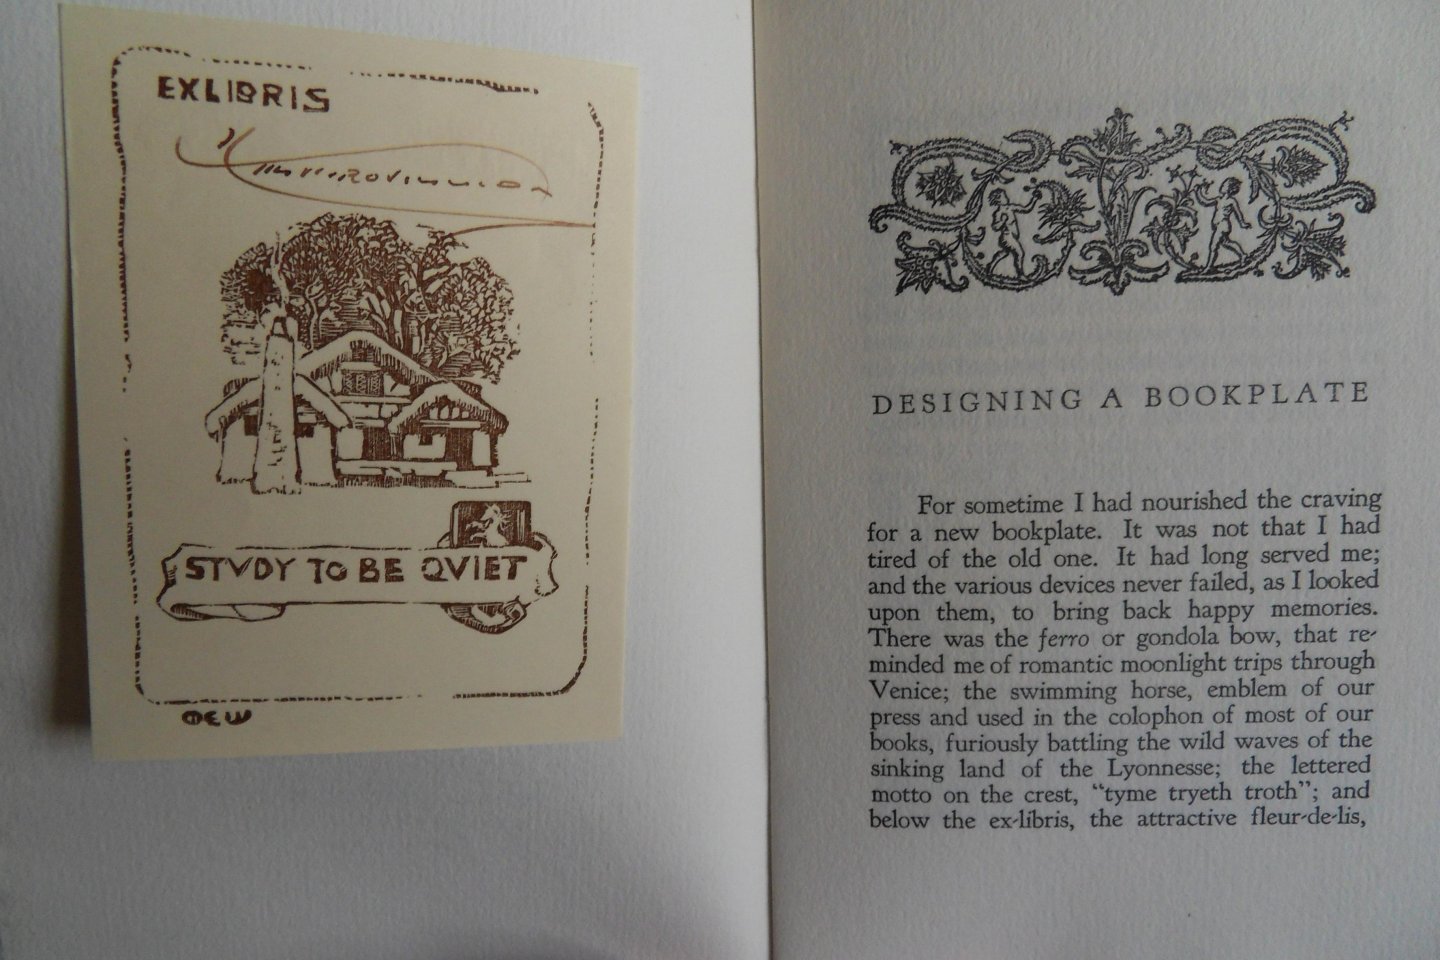 EXLIBRIS
STVDY TO BE QVIET
DESIGNING A BOOKPLATE
For sometime I had nourished the craving
for a new bookplate. It was not that I had
tired of the old one. It had long served me;
and the various devices never failed, as I looked
upon them, to bring back happy memories.
There was the ferro or gondola bow, that re-
minded me of romantic moonlight trips through
Venice; the swimming horse, emblem of our
press and used in the colophon of most of our
books, furiously battling the wild waves of the
sinking land of the Lyonnesse; the lettered
motto on the crest, "tyme tryeth troth"; and
below the ex-libris, the attractive fleur-de-lis,